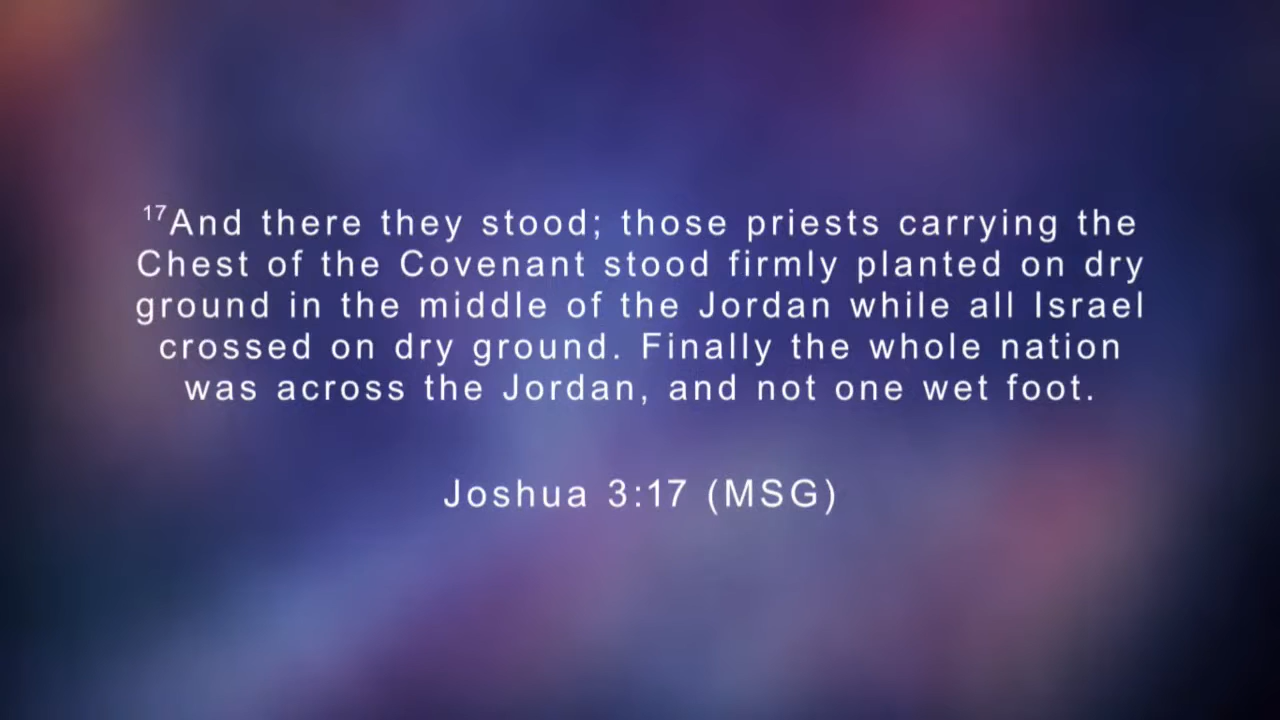 ¹⁷And there they stood; those priests carrying the
Chest of the Covenant stood firmly planted on dry
ground in the middle of the Jordan while all Israel
crossed on dry ground. Finally the whole nation
was across the Jordan, and not one wet foot.
Joshua 3:17 (MSG)